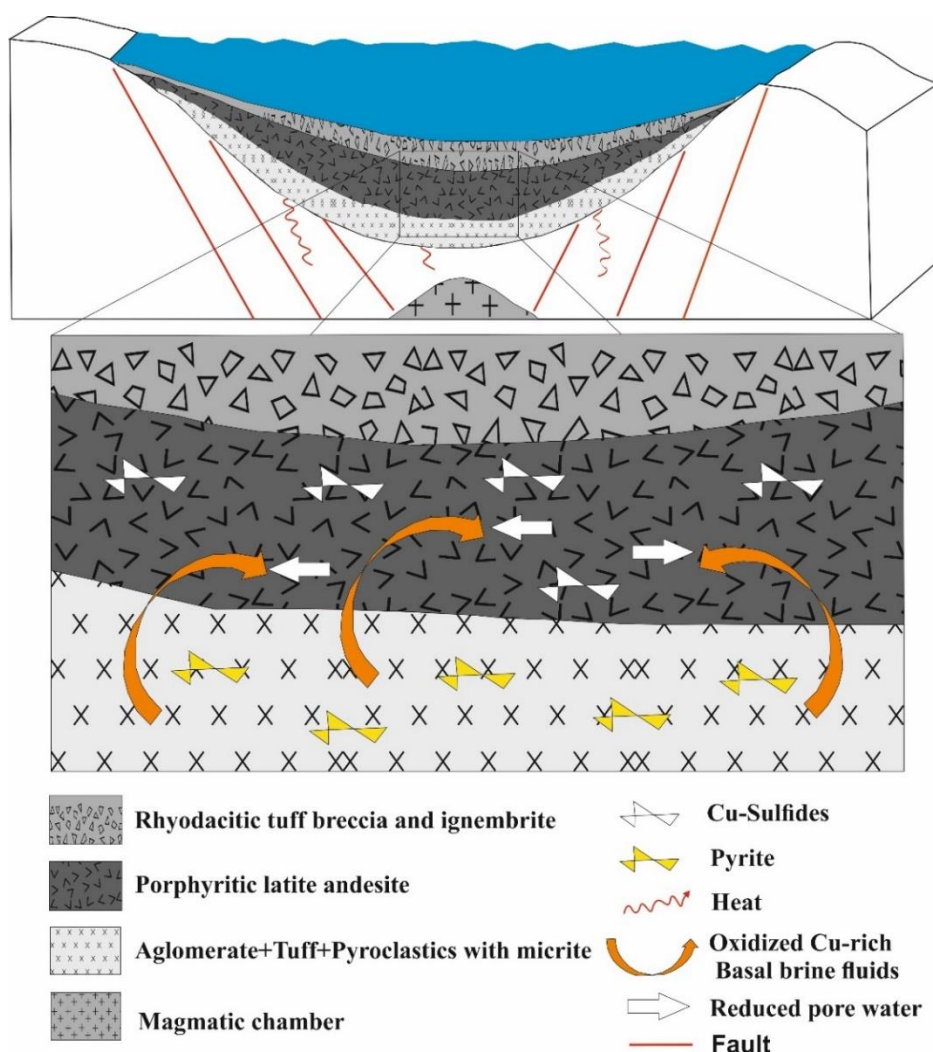 Rhyodacitic tuff breccia and ignembrite
Porphyritic latite andesite
Aglomerate+Tuff+Pyroclastics with micrite
Magmatic chamber
Cu-Sulfides
Pyrite
Heat
Oxidized Cu-rich
Basal brine fluids
Reduced pore water
Fault